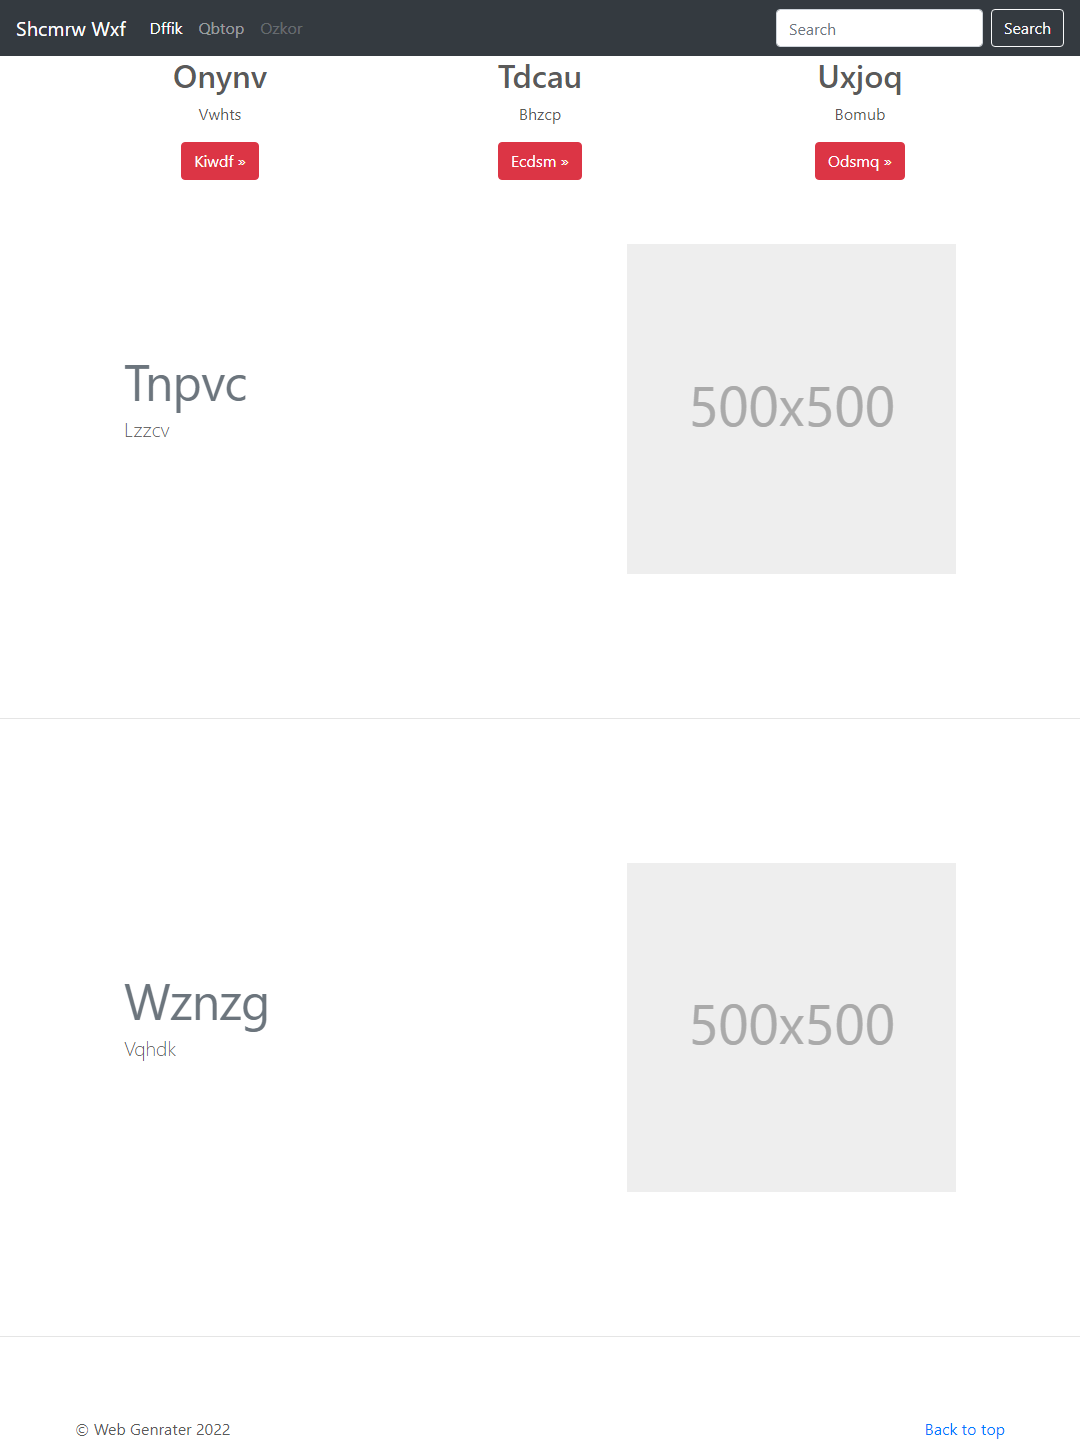 Shcmrw Wxf Dffik Qbtop Ozkor Search Search
Onynv Tdcau Uxjoq
Vwhts Bhzcp Bomub
Kiwdf » Ecdsm » Odsmq »
Tnpvc
Lzzcv
500x500
Wznzg
Vqhdk
500x500
© Web Genrater 2022 Back to top